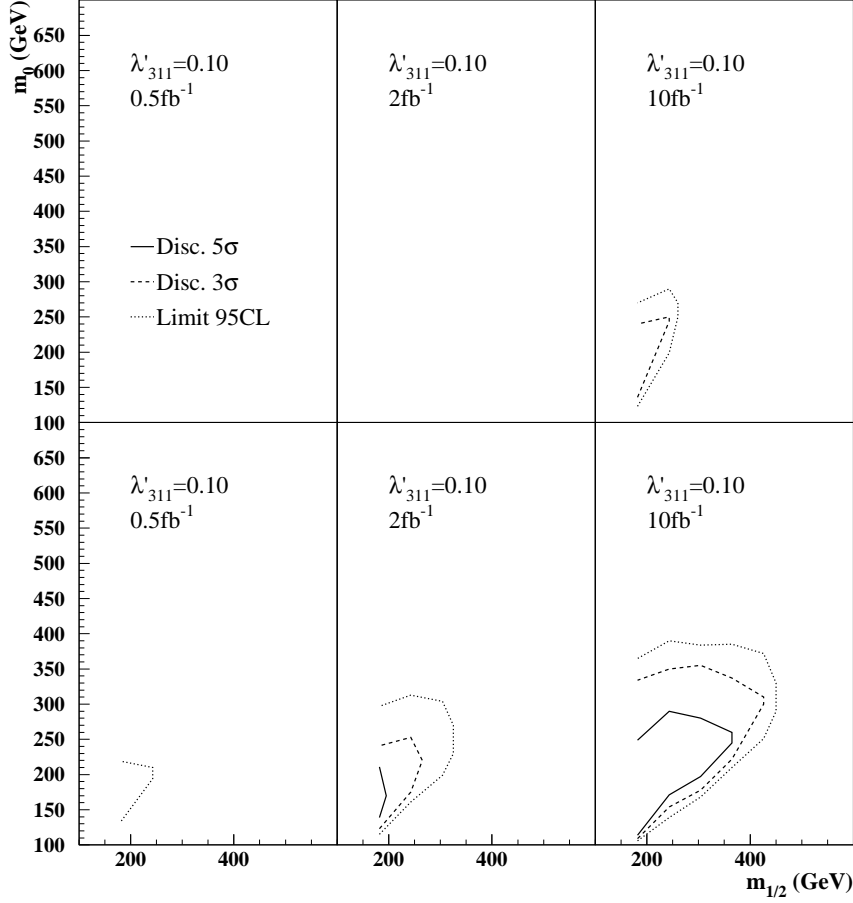 m0 (GeV)
650
600
550
500
450
400
350
300
250
200
150
100
λ'311=0.10
0.5fb-1
λ'311=0.10
2fb-1
λ'311=0.10
10fb-1
Disc. 5σ
Disc. 3σ
Limit 95CL
650
600
550
500
450
400
350
300
250
200
150
100
λ'311=0.10
0.5fb-1
λ'311=0.10
2fb-1
λ'311=0.10
10fb-1
200 400 200 400 200 400
m1/2 (GeV)